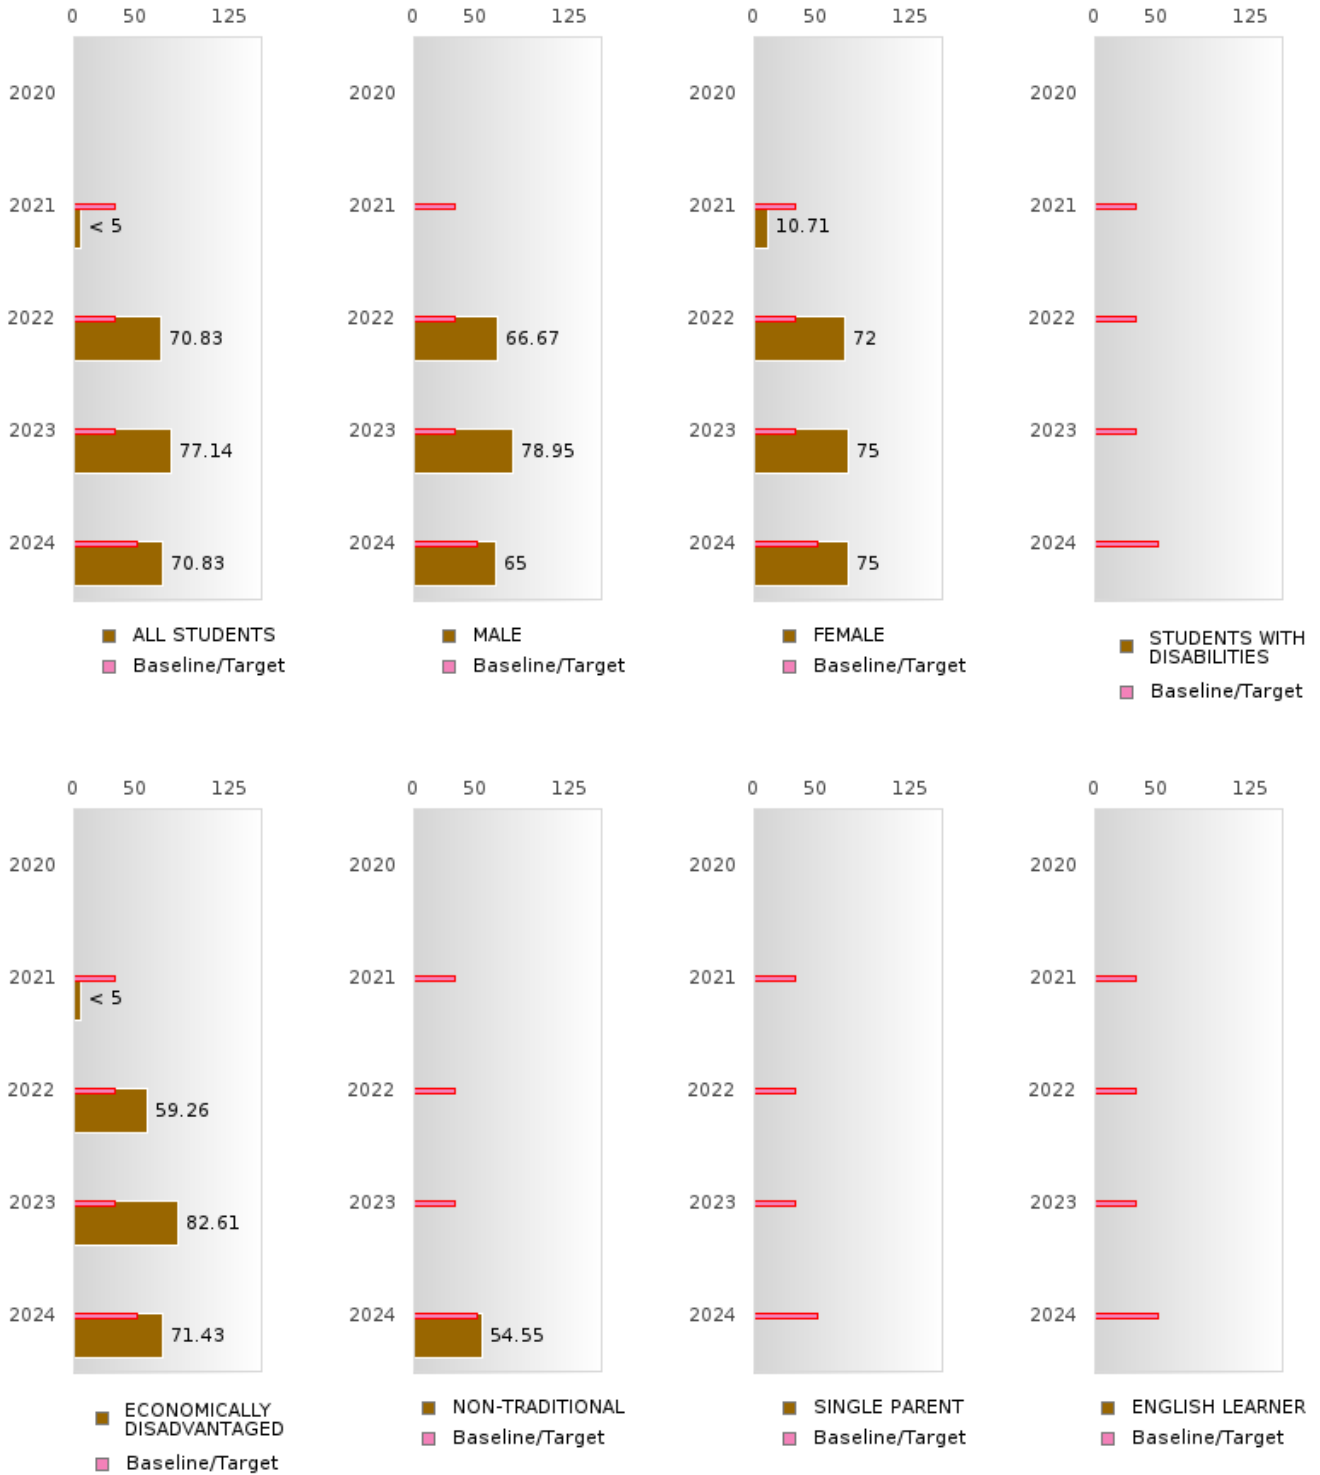 0 50 125
2020
2021
< 5
2022
70.83
2023
77.14
2024
70.83
ALL STUDENTS
Baseline/Target
0 50 125
2020
2021
2022
66.67
2023
78.95
2024
65
MALE
Baseline/Target
0 50 125
2020
2021
10.71
2022
72
2023
75
2024
75
FEMALE
Baseline/Target
0 50 125
2020
2021
2022
2023
2024
STUDENTS WITH
DISABILITIES
Baseline/Target
0 50 125
2020
2021
< 5
2022
59.26
2023
82.61
2024
71.43
ECONOMICALLY
DISADVANTAGED
Baseline/Target
0 50 125
2020
2021
2022
2023
2024
54.55
NON-TRADITIONAL
Baseline/Target
0 50 125
2020
2021
2022
2023
2024
SINGLE PARENT
Baseline/Target
0 50 125
2020
2021
2022
2023
2024
ENGLISH LEARNER
Baseline/Target